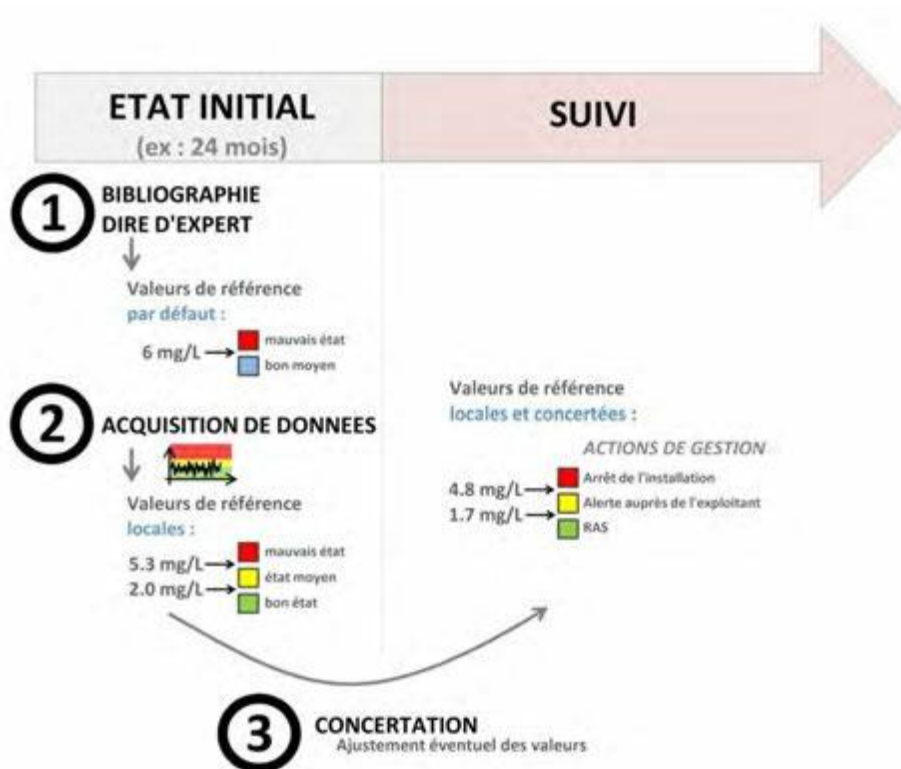 ETAT INITIAL
(ex : 24 mois)
SUIVI
1
BIBLIOGRAPHIE
DIRE D'EXPERT
Valeurs de référence
par défaut :
6 mg/L
mauvais état
bon moyen
2
ACQUISITION DE DONNEES
Valeurs de référence
locales :
5.3 mg/L
2.0 mg/L
mauvais état
état moyen
bon état
Valeurs de référence
locales et concertées :
ACTIONS DE GESTION
4.8 mg/L
1.7 mg/L
Arrêt de l'installation
Alerte auprès de l'exploitant
RAS
3
CONCERTATION
Ajustement éventuel des valeurs